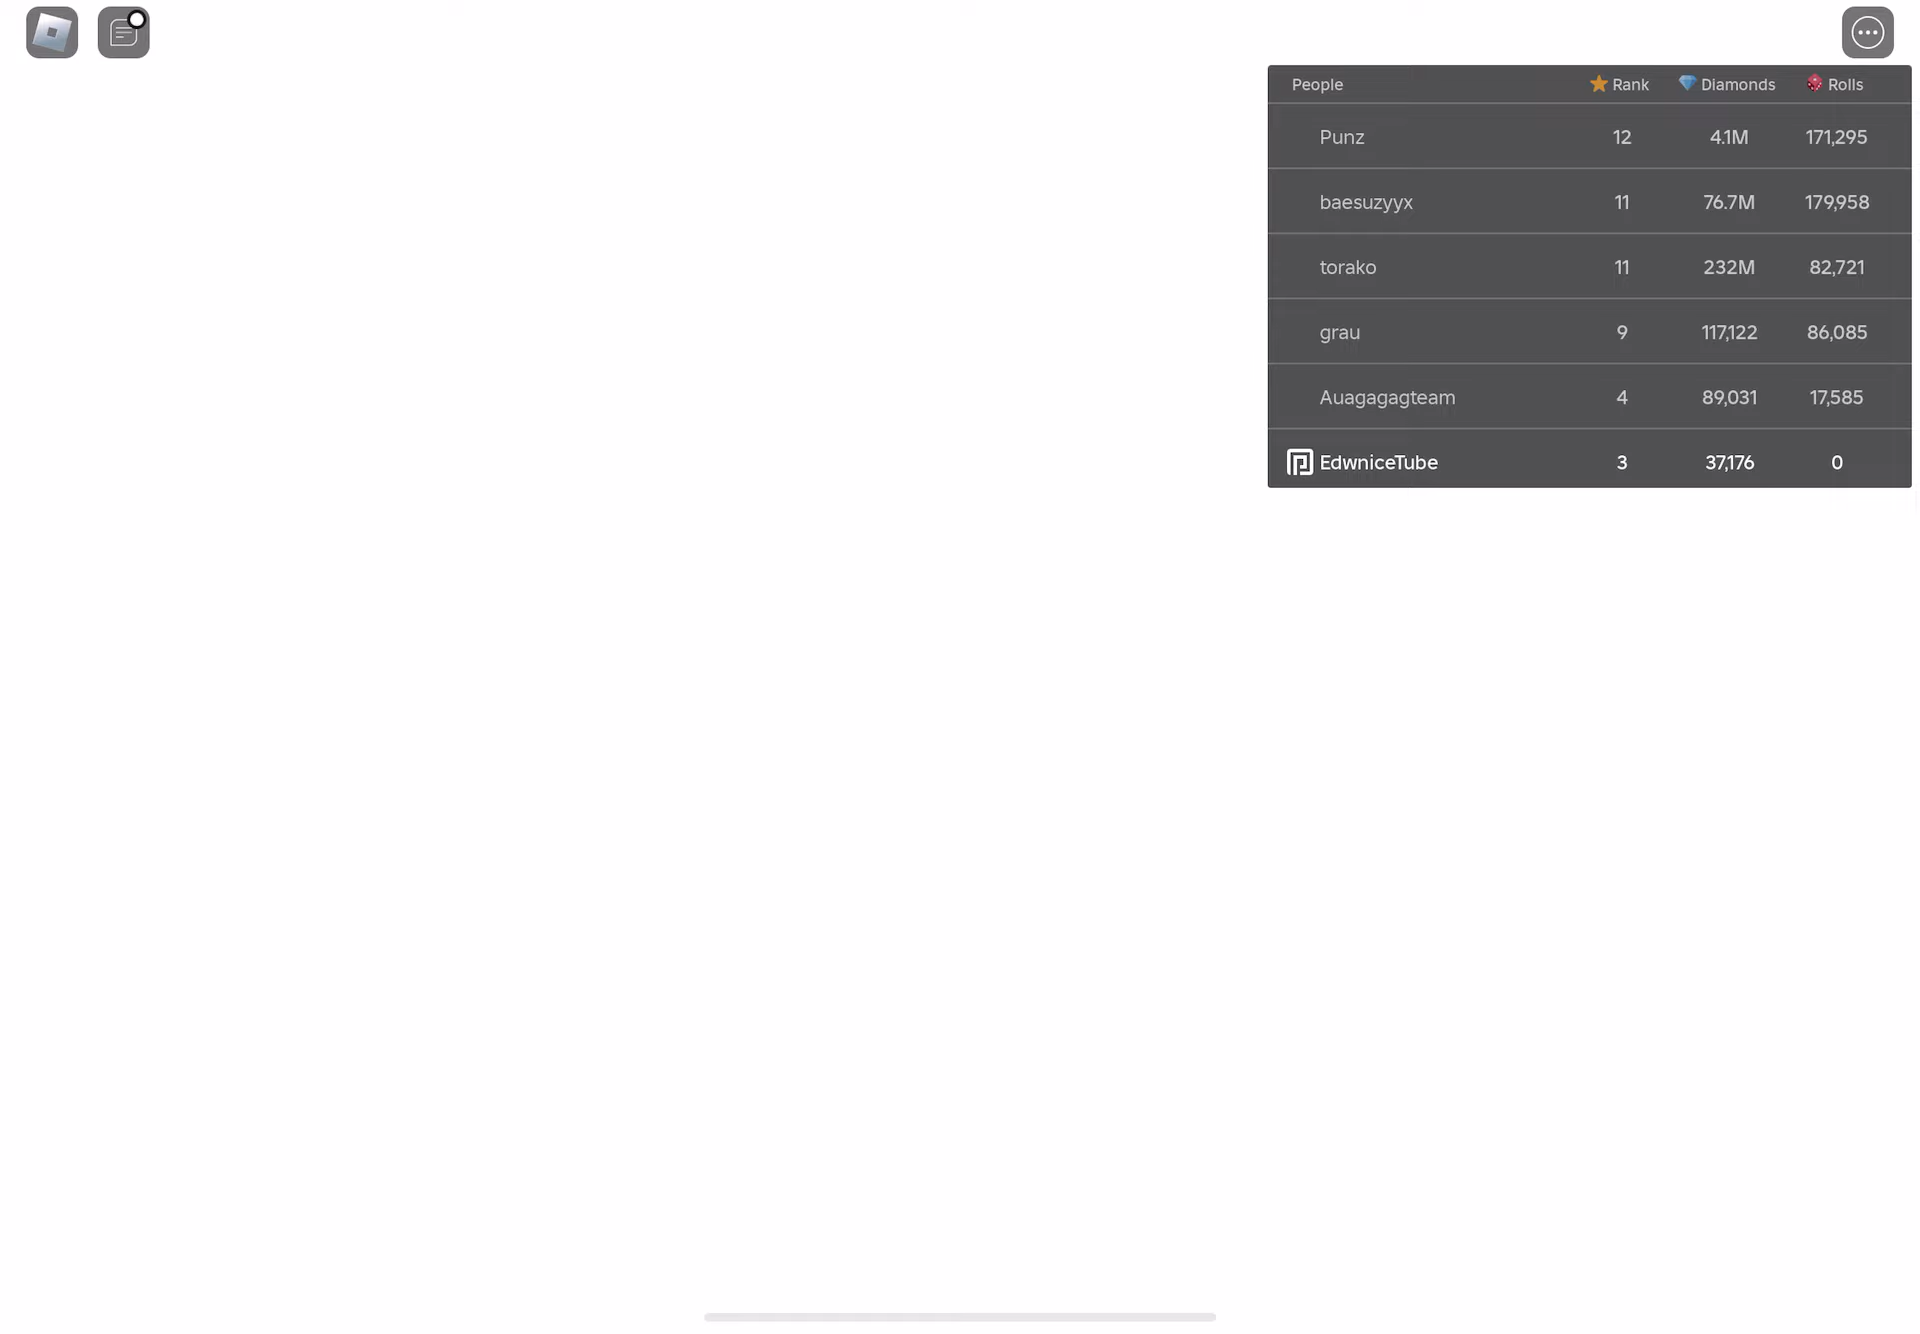 People Rank Diamonds Rolls
Punz 12 4.1M 171,295
baesuzyyx 11 76.7M 179,958
torako 11 232M 82,721
grau 9 117,122 86,085
Auagagagteam 4 89,031 17,585
EdwniceTube 3 37,176 0